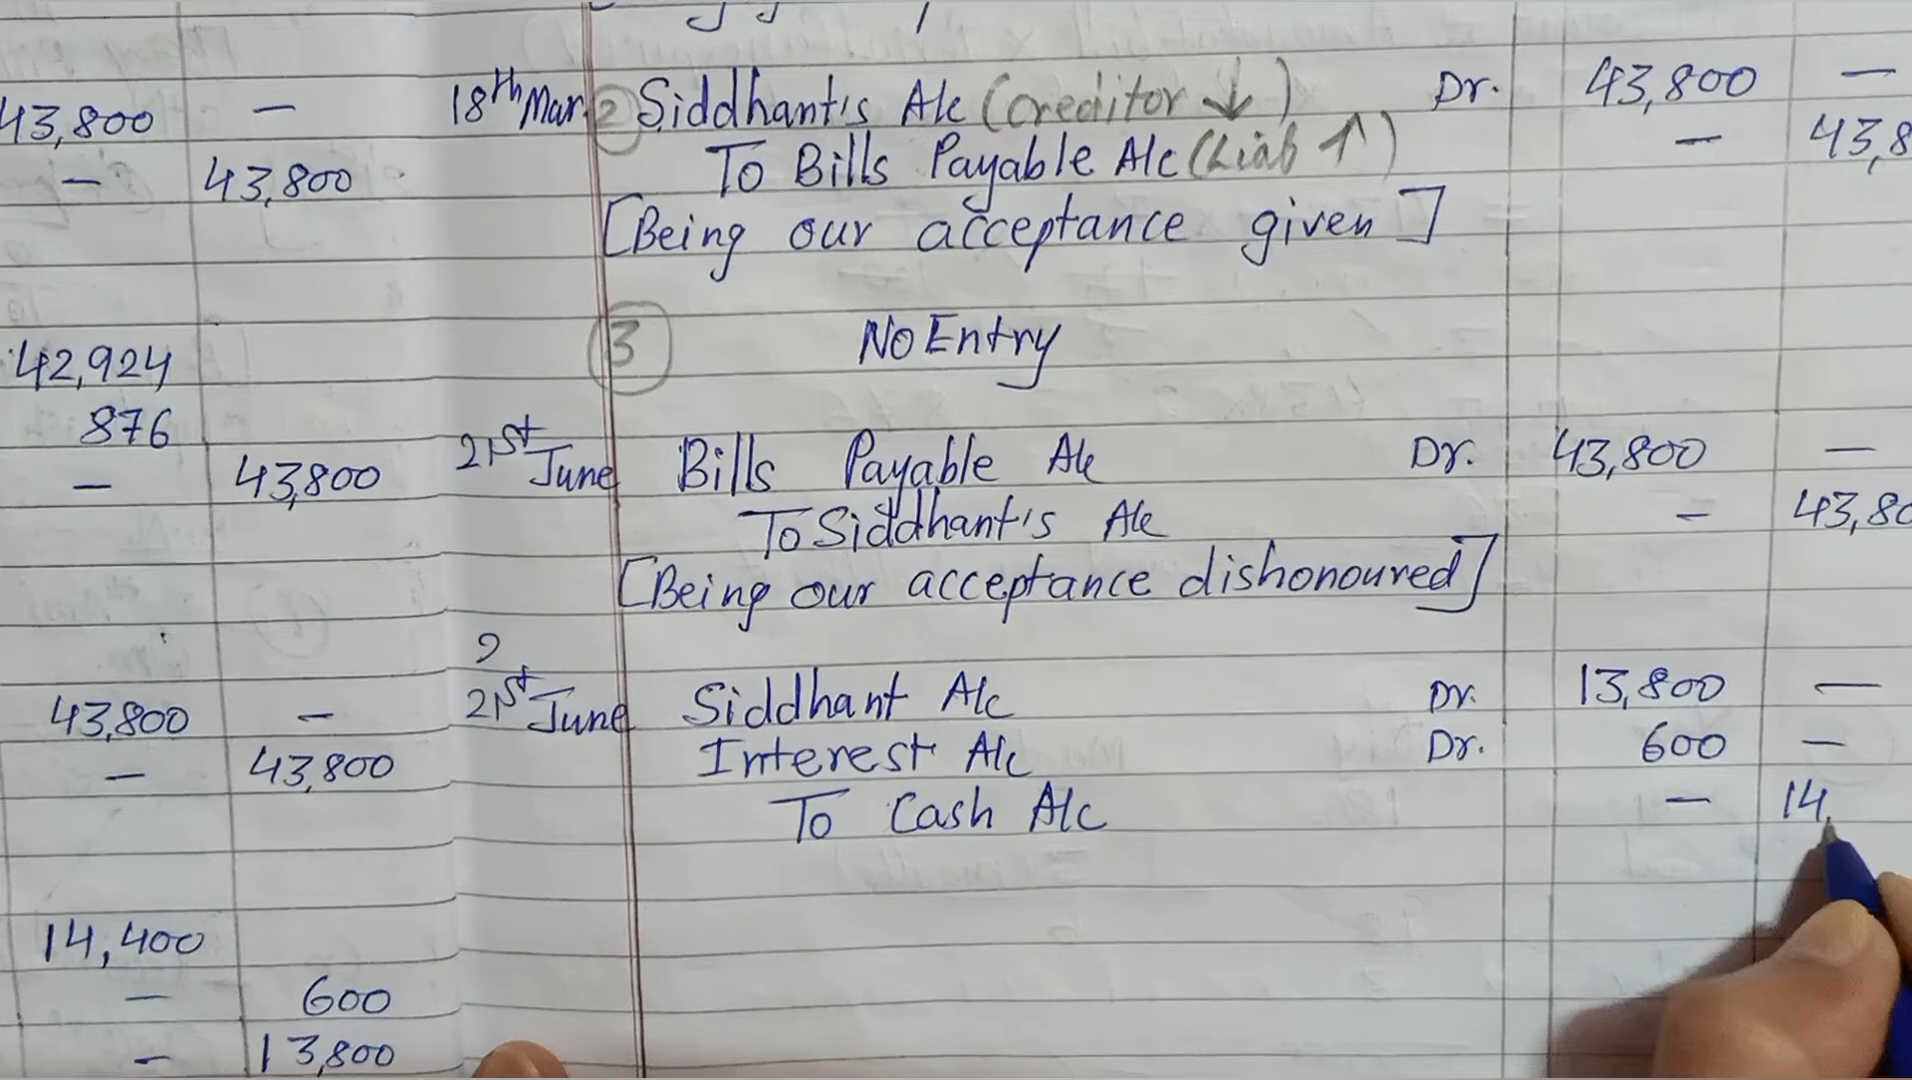 43,800 —
— 43,800
42,924
876
— 43,800
43,800 —
— 43,800
14,400
— 600
— 13,800
18th Mar 2 Siddhant's A/c (Creditor ↓) Dr. 43,800 —
To Bills Payable A/c (Liab ↑) — 43,8
[Being our acceptance given]
3 No Entry
21st June Bills Payable A/c Dr. 43,800 —
To Siddhant's A/c — 43,80
[Being our acceptance dishonoured]
21st June Siddhant A/c Dr. 13,800 —
Interest A/c Dr. 600 —
To Cash A/c — 14,